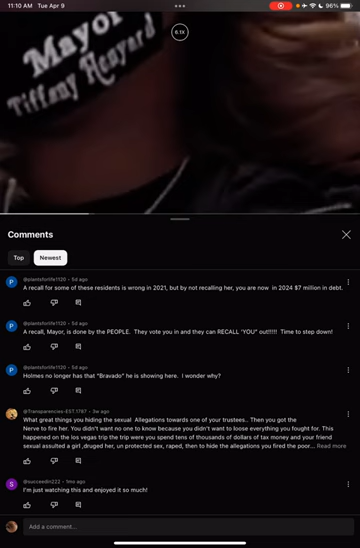 11:10 AM Tue Apr 9
96%
6.1X
Mayor
Tiffany Henyard
Comments
Top
Newest
P
@plantsforlife1120 • 5d ago
A recall for some of these residents is wrong in 2021, but by not recalling her, you are now in 2024 $7 million in debt.
P
@plantsforlife1120 • 5d ago
A recall, Mayor, is done by the PEOPLE. They vote you in and they can RECALL 'YOU" out!!!!! Time to step down!
P
@plantsforlife1120 • 5d ago
Holmes no longer has that "Bravado" he is showing here. I wonder why?
@Transparencies-EST.1787 • 1w ago
What great things you hiding the sexual Allegations towards one of your trustees.. Then you got the
Nerve to fire her. You didn't want no one to know because you didn't want to loose everything you fought for. This
happened on the los vegas trip the trip were you spend tens of thousands of dollars of tax money and your friend
sexual assulted a girl ,druged her, un protected sex, raped, then to hide the allegations you fired the poor... Read more
S
@succeedin222 • 1mo ago
I'm just watching this and enjoyed it so much!
Add a comment...